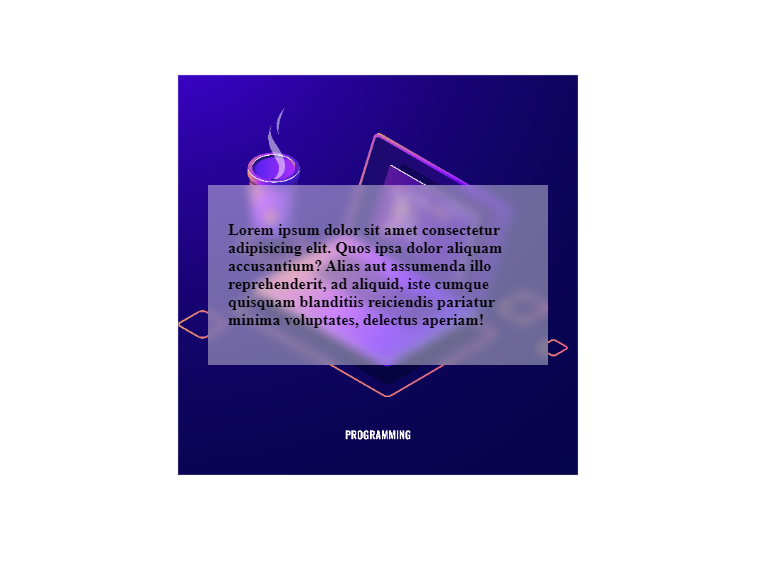 Lorem ipsum dolor sit amet consectetur
adipisicing elit. Quos ipsa dolor aliquam
accusantium? Alias aut assumenda illo
reprehenderit, ad aliquid, iste cumque
quisquam blanditiis reiciendis pariatur
minima voluptates, delectus aperiam!
PROGRAMMING